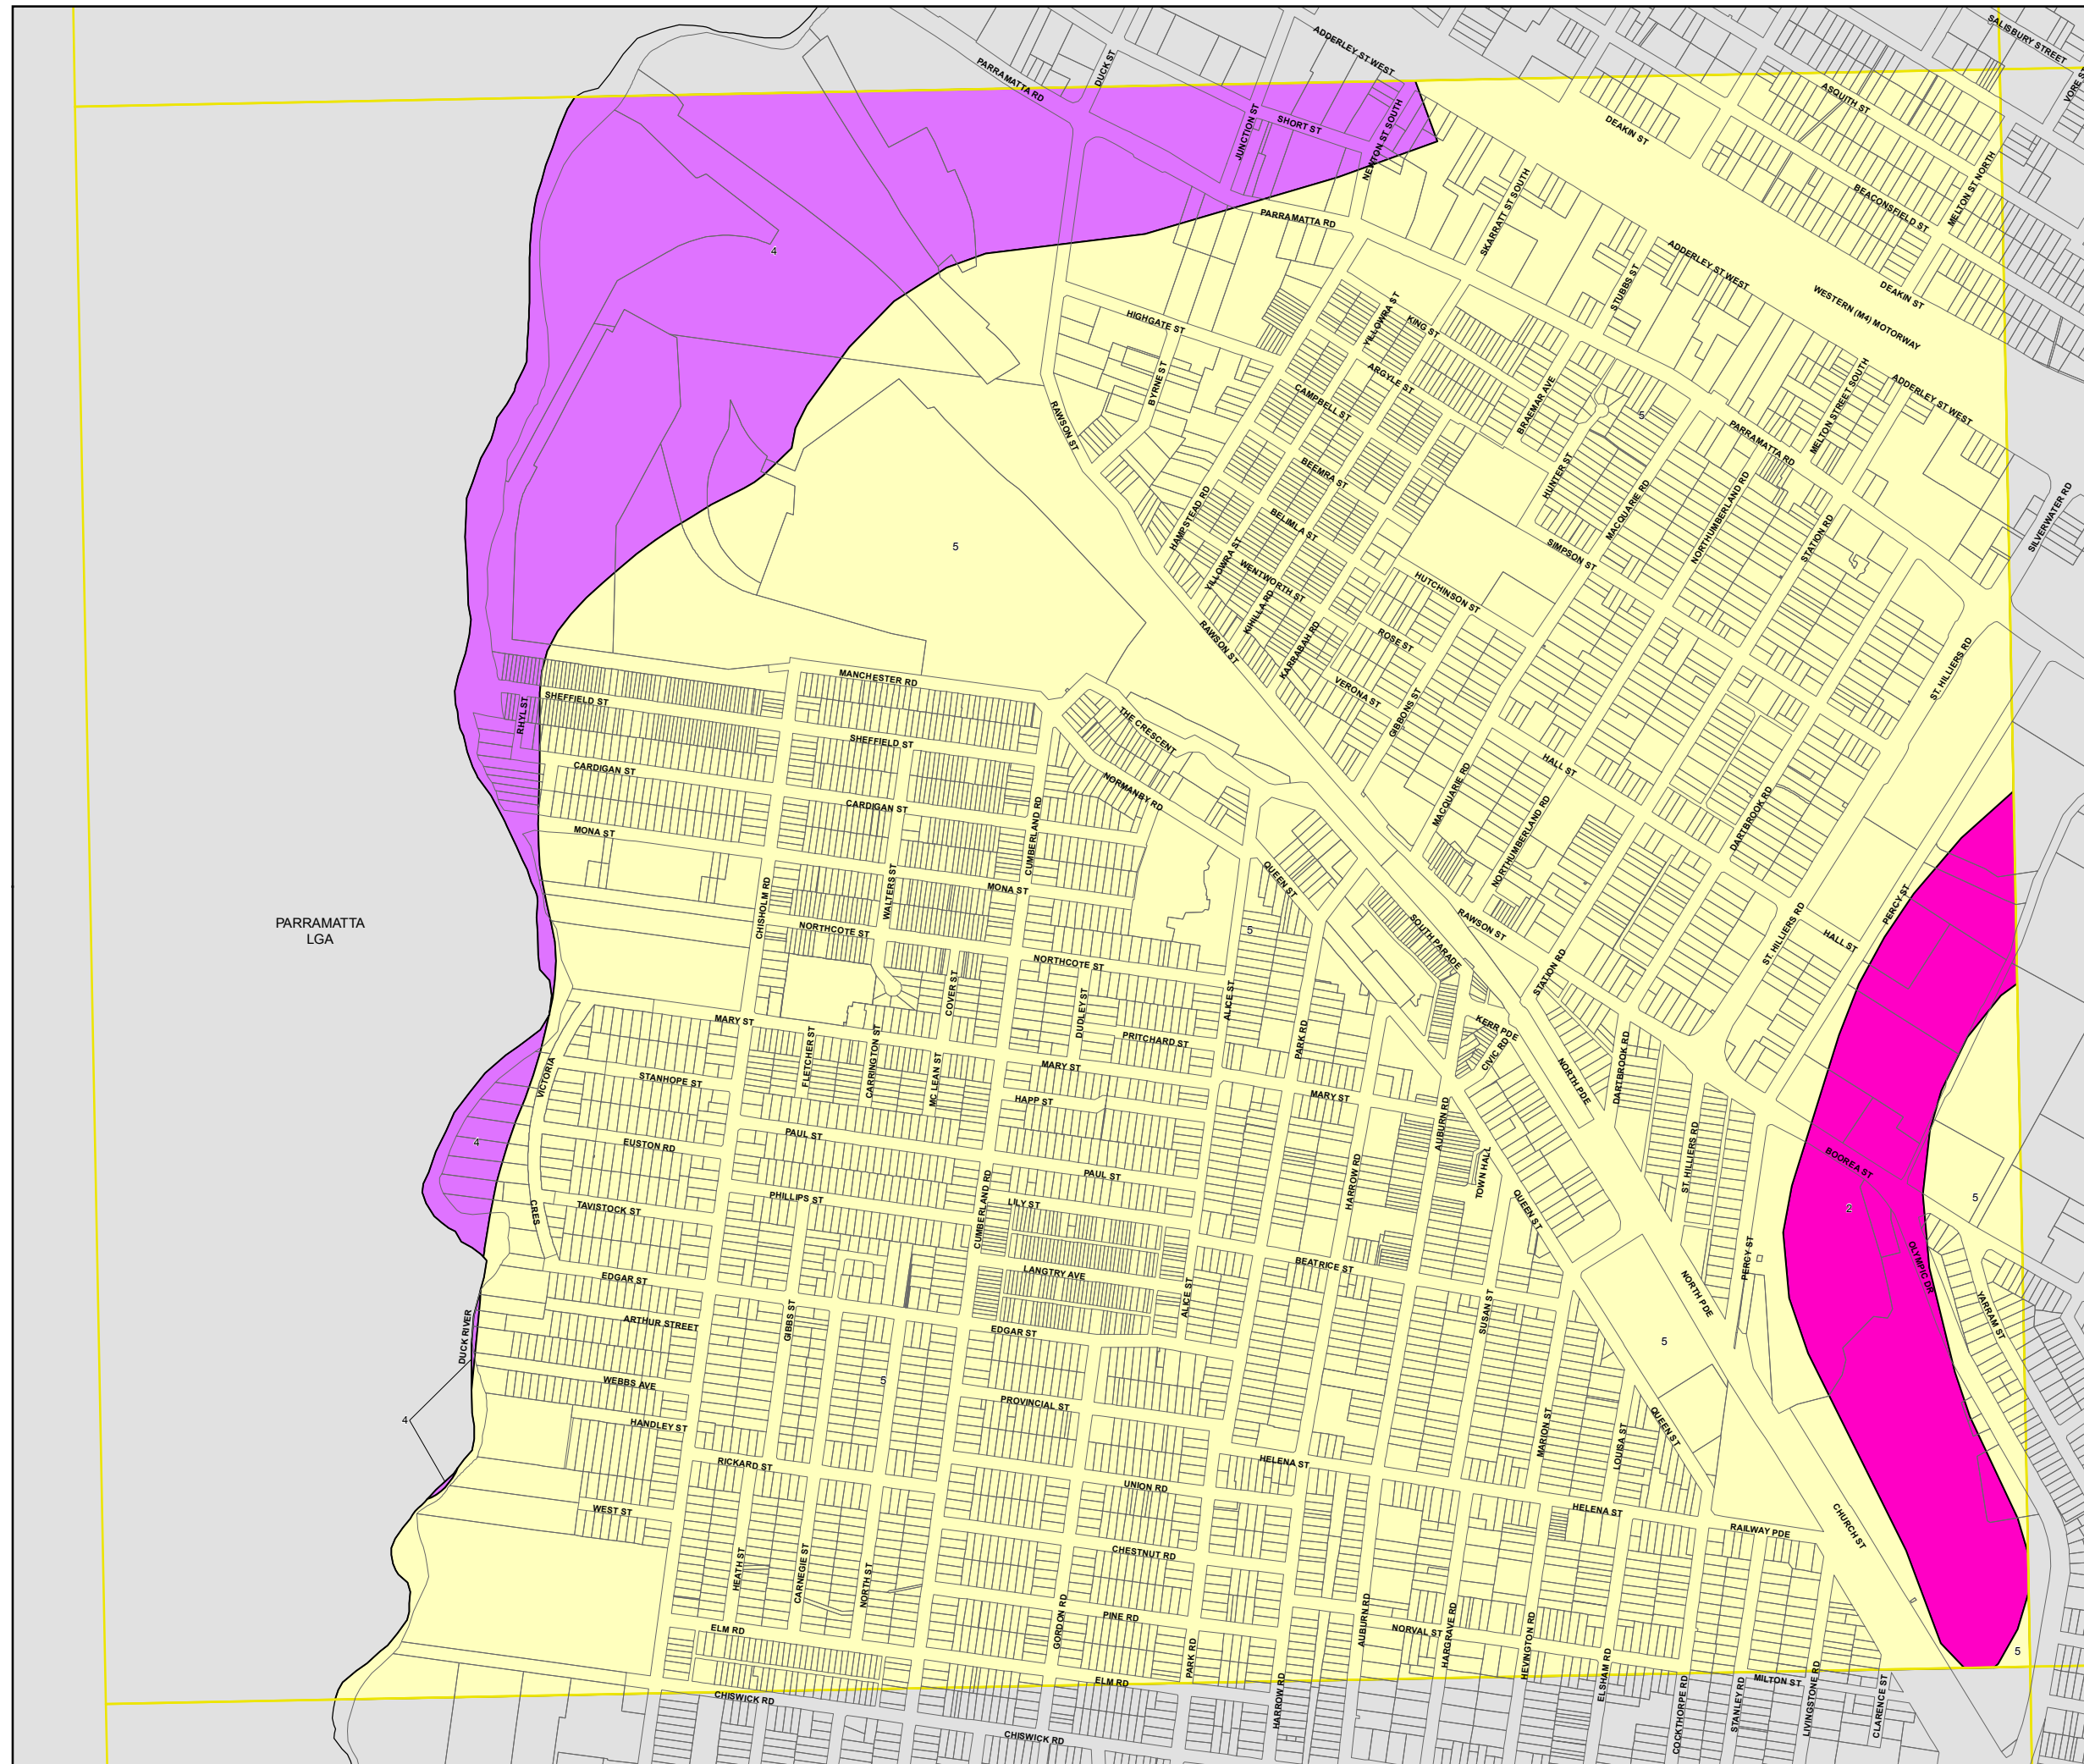 SALISBURY STREET
ADDERLEY ST WEST
DUCK ST
PARRAMATTA RD
ASQUITH ST
JUNCTION ST
SHORT ST
DEAKIN ST
NEWTON ST SOUTH
MELTON ST NORTH
BEACONSFIELD ST
SKARRATT ST SOUTH
PARRAMATTA RD
4
ADDERLEY ST WEST
STUBBS ST
DEAKIN ST
WESTERN (M4) MOTORWAY
HIGHGATE ST
YILLOWRA ST
KING ST
BYRNE ST
ARGYLE ST
CAMPBELL ST
BRAEMAR AVE
MELTON STREET SOUTH
ADDERLEY ST WEST
RAWSON ST
5
PARRAMATTA RD
BEEMRA ST
HUNTER ST
HAMPSTEAD RD
MACQUARIE RD
NORTHUMBERLAND RD
STATION RD
SILVERWATER RD
BELIMLA ST
5
SIMPSON ST
YILLOWRA ST
WENTWORTH ST
HUTCHINSON ST
KIHILLA RD
RAWSON ST
KARRABAH RD
ROSE ST
ST. HILLIERS RD
MANCHESTER RD
VERONA ST
GIBBONS ST
SHEFFIELD ST
RHYL ST
THE CRESCENT
SHEFFIELD ST
HALL ST
CARDIGAN ST
NORMANBY RD
MACQUARIE RD
CARDIGAN ST
CUMBERLAND RD
NORTHUMBERLAND RD
DARTBROOK RD
MONA ST
QUEEN ST
MONA ST
WALTERS ST
CHISHOLM RD
PERCY ST
PARRAMATTA
LGA
NORTHCOTE ST
5
SOUTH PARADE
RAWSON ST
ST. HILLIERS RD
HALL ST
NORTHCOTE ST
STATION RD
COVER ST
DUDLEY ST
ALICE ST
MARY ST
PRITCHARD ST
PARK RD
KERR PDE
CIVIC RD
FLETCHER ST
CARRINGTON ST
MC LEAN ST
MARY ST
NORTH PDE
DARTBROOK RD
VICTORIA
STANHOPE ST
HAPP ST
MARY ST
AUBURN RD
4
EUSTON RD
PAUL ST
PAUL ST
HARROW RD
TOWN HALL
ST. HILLIERS RD
BOOREA ST
CRES
TAVISTOCK ST
PHILLIPS ST
LILY ST
CUMBERLAND RD
QUEEN ST
5
2
BEATRICE ST
PERCY ST
OLYMPIC DR
EDGAR ST
LANGTRY AVE
ALICE ST
NORTH PDE
YARRAM ST
DUCK RIVER
ARTHUR STREET
GIBBS ST
EDGAR ST
SUSAN ST
5
WEBBS AVE
5
PROVINCIAL ST
4
HANDLEY ST
QUEEN ST
MARION ST
LOUISA ST
RICKARD ST
HELENA ST
UNION RD
WEST ST
HELENA ST
RAILWAY PDE
CHURCH ST
CHESTNUT RD
HEATH ST
CARNEGIE ST
NORTH ST
PINE RD
GORDON RD
AUBURN RD
ELM RD
NORVAL ST
HARGRAVE RD
HEVINGTON RD
PARK RD
5
ELM RD
HARROW RD
ELSHAM RD
COCKTHORPE RD
STANLEY RD
MILTON ST
LIVINGSTONE RD
CLARENCE ST
CHISWICK RD
CHISWICK RD